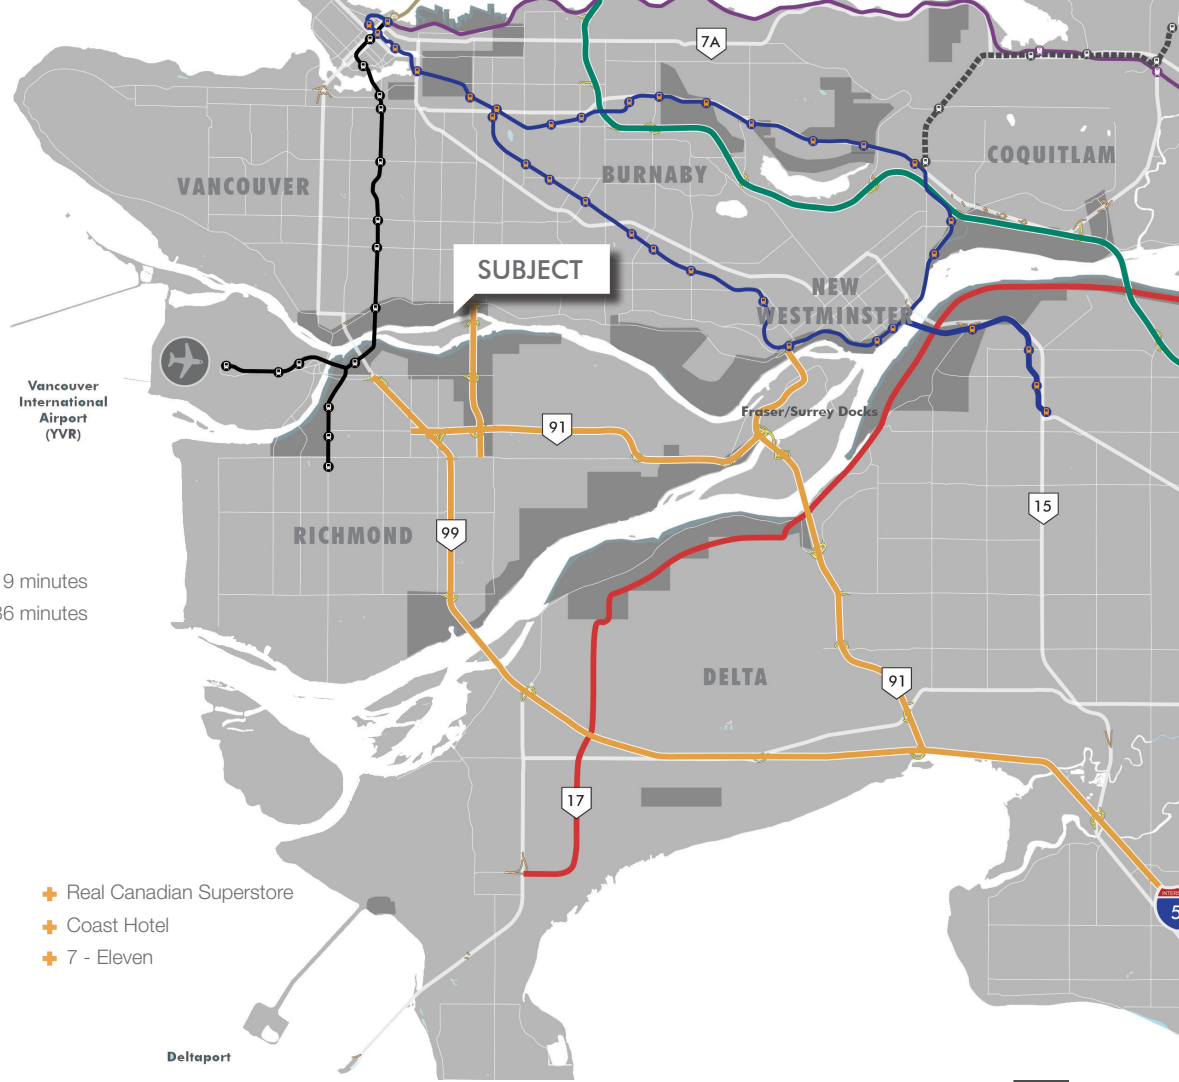 7A
COQUITLAM
BURNABY
VANCOUVER
SUBJECT
NEW
WESTMINSTER
Vancouver
International
Airport
(YVR)
Fraser/Surrey Docks
91
15
RICHMOND
99
9 minutes
36 minutes
DELTA
91
17
Real Canadian Superstore
Coast Hotel
7 - Eleven
5
Deltaport